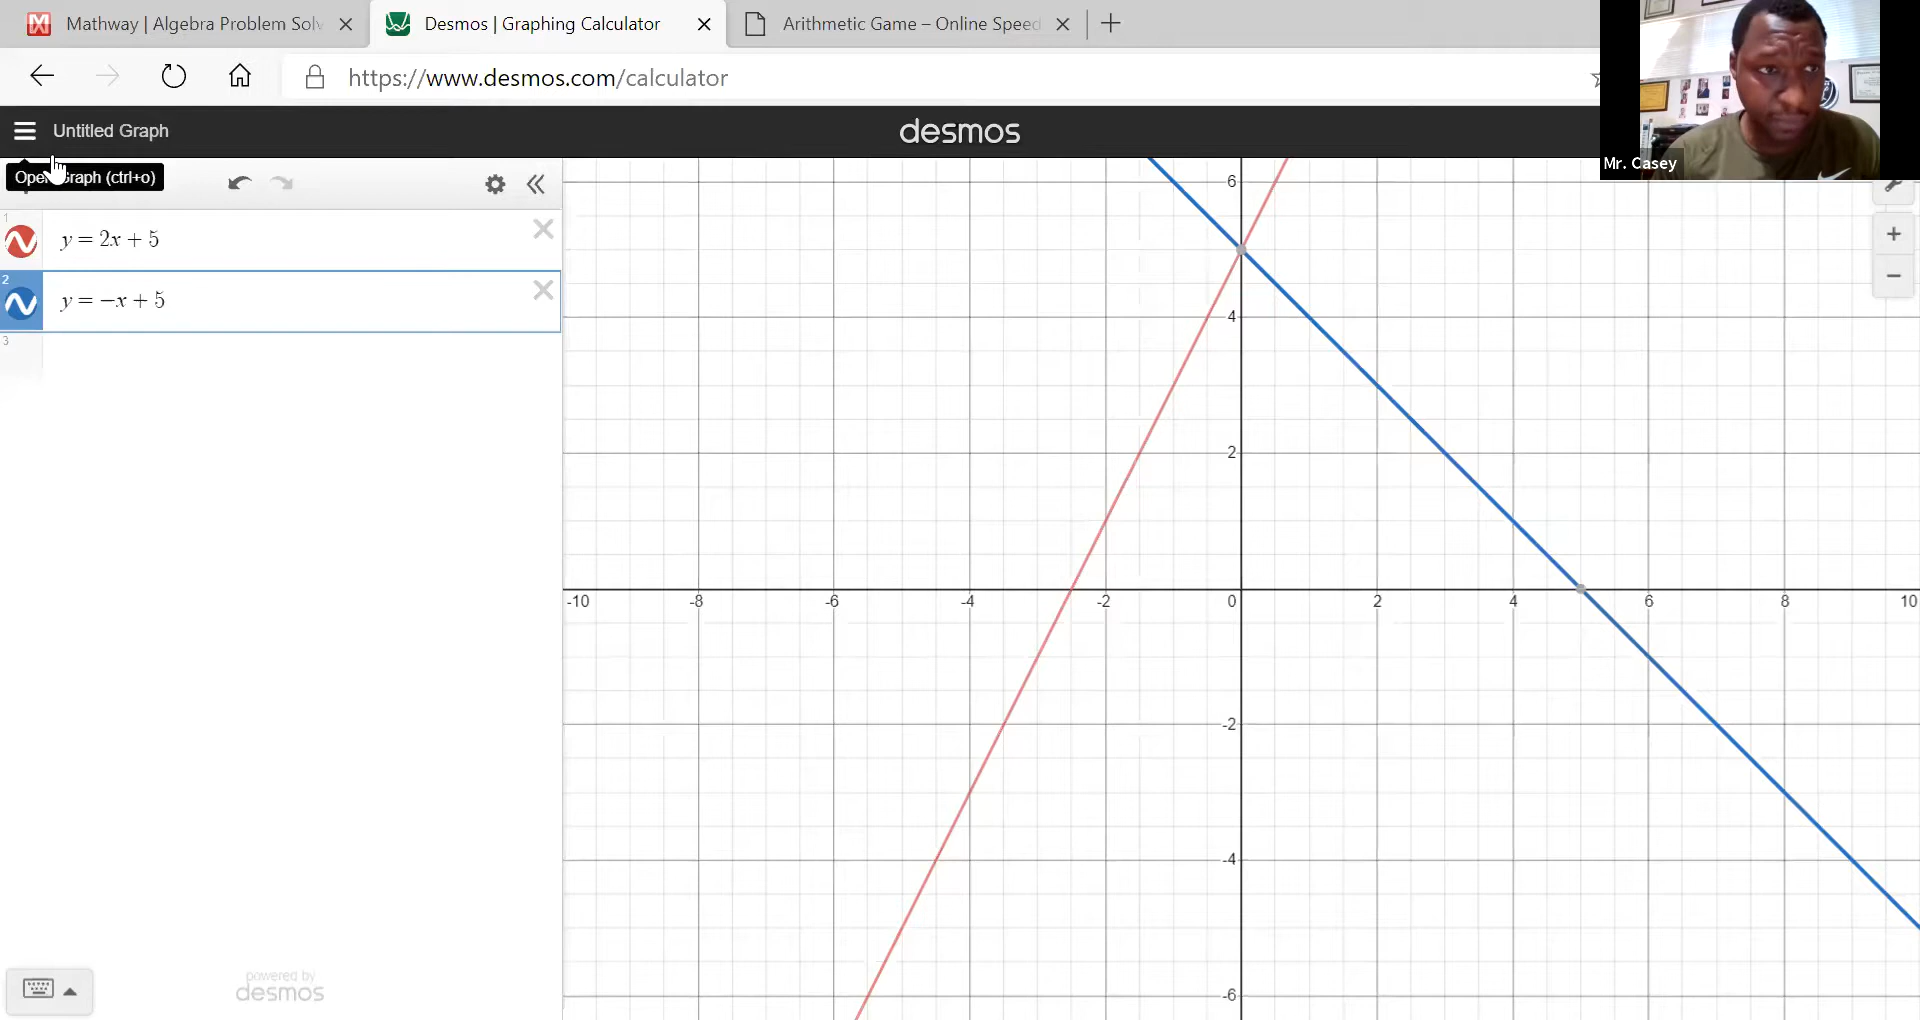 Mathway | Algebra Problem Solv
Desmos | Graphing Calculator
Arithmetic Game – Online Speed
https://www.desmos.com/calculator
Untitled Graph
desmos
Mr. Casey
Open Graph (ctrl+o)
1
y = 2x + 5
2
y = −x + 5
3
6
4
2
-10
-8
-6
-4
-2
0
2
4
6
8
10
-2
-4
-6
powered by
desmos